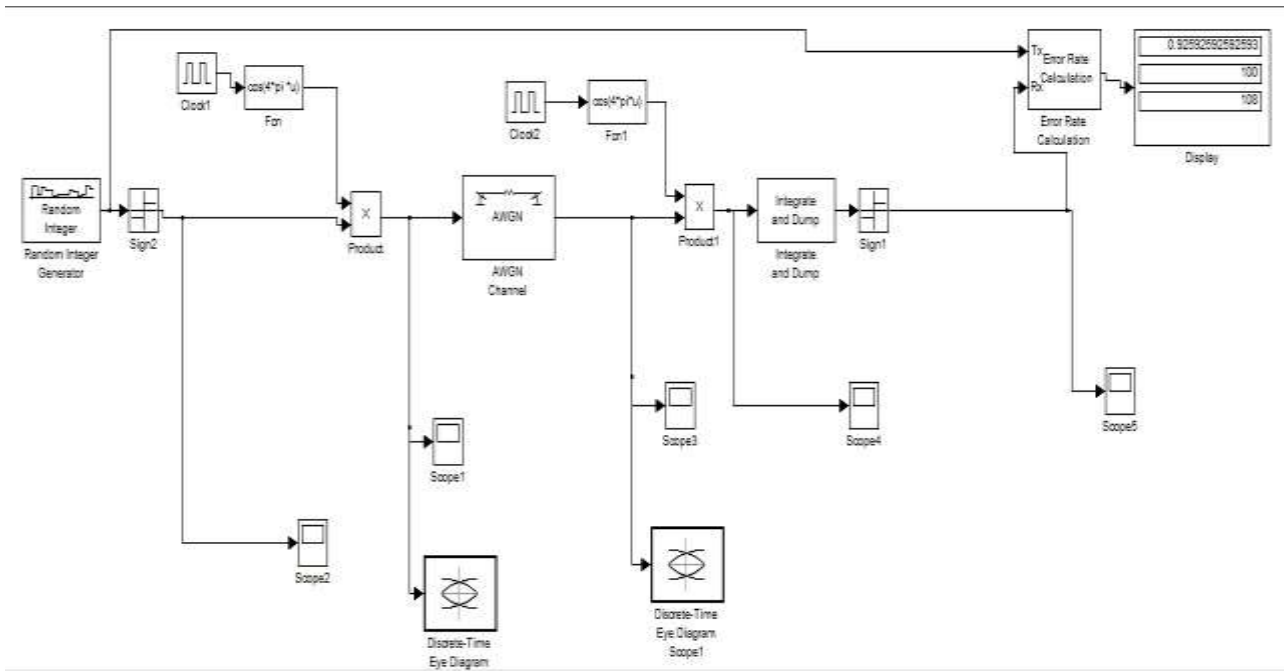 Clock1
cos(4*pi *u)
Fcn
Clock2
cos(4*pi*u)
Fcn1
Tx
Rx
Error Rate
Calculation
Error Rate
Calculation
0.92592592592593
100
108
Display
Random
Integer
Random Integer
Generator
Sign2
X
Product
AWGN
AWGN
Channel
X
Product1
Integrate
and Dump
Integrate
and Dump
Sign1
Scope1
Scope2
Scope3
Scope4
Scope5
Discrete-Time
Eye Diagram
Discrete-Time
Eye Diagram
Scope1